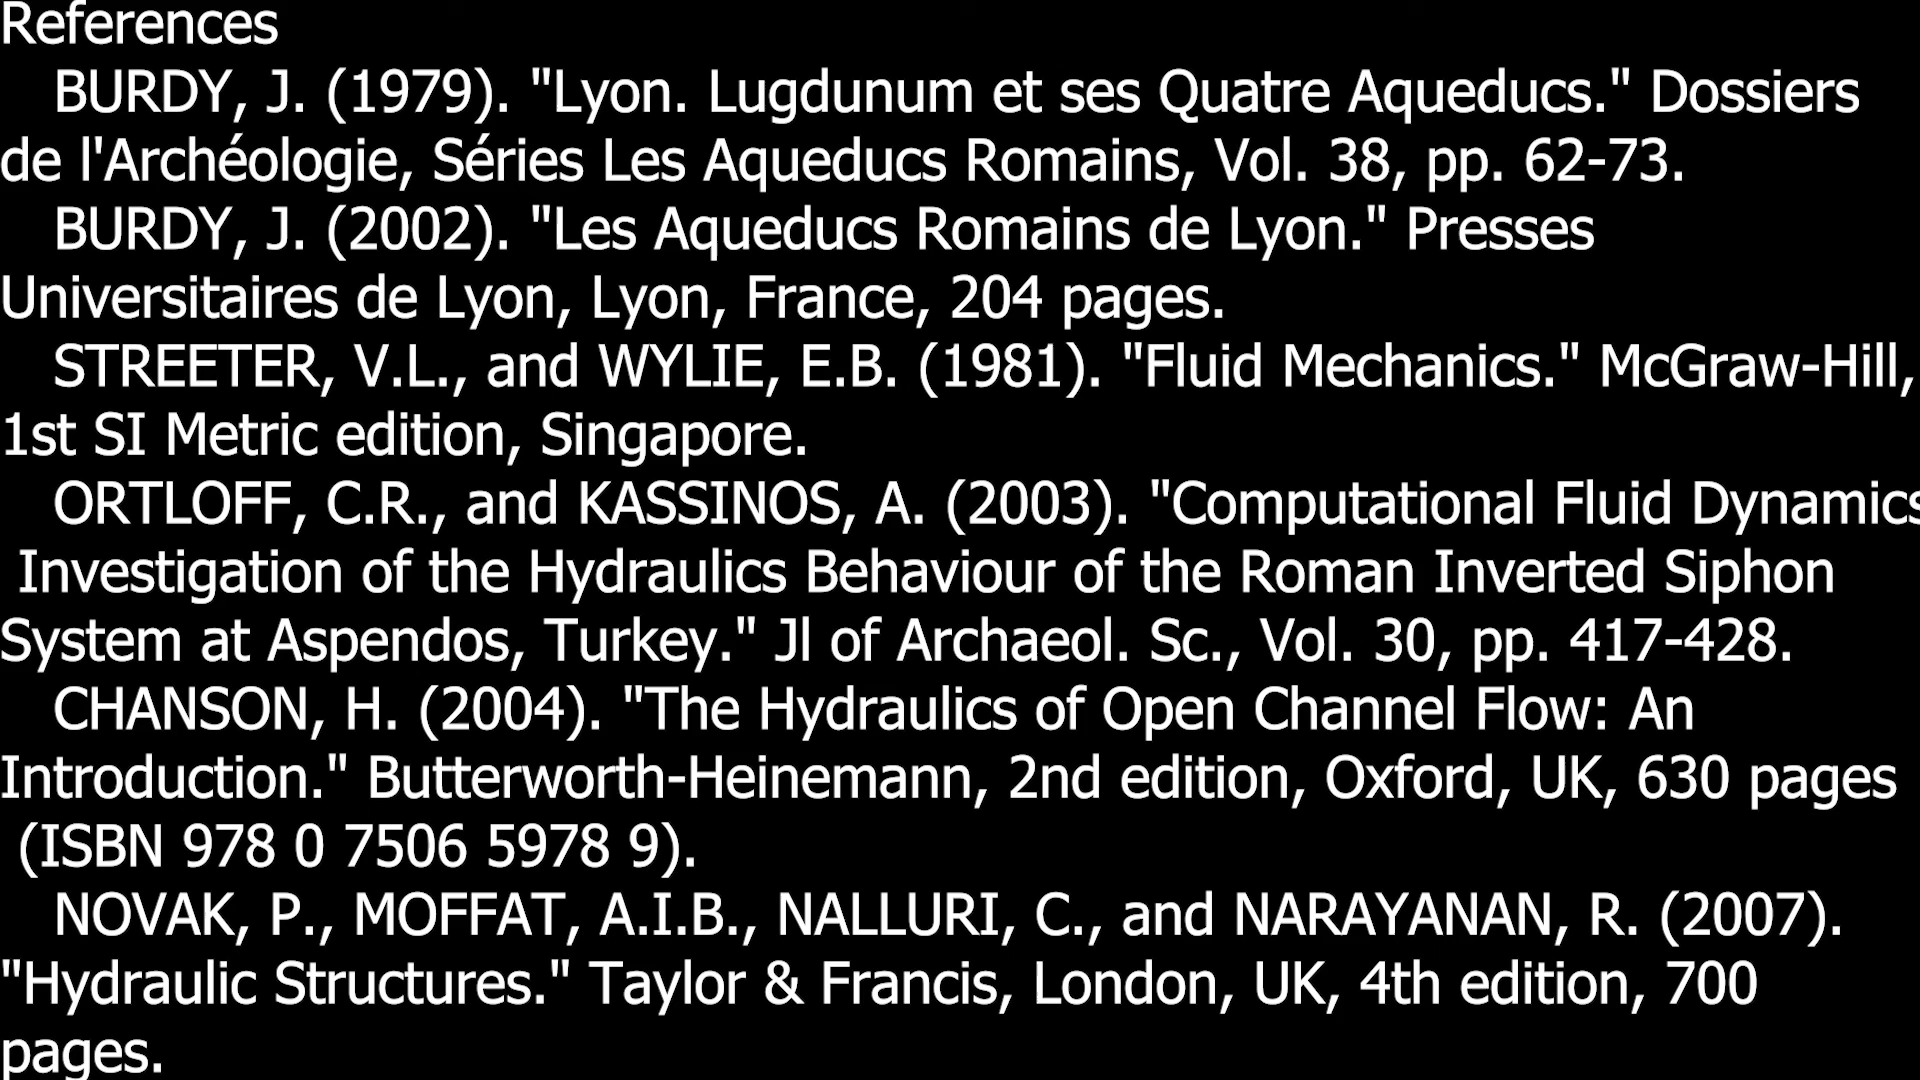 References
BURDY, J. (1979). "Lyon. Lugdunum et ses Quatre Aqueducs." Dossiers
de l'Archéologie, Séries Les Aqueducs Romains, Vol. 38, pp. 62-73.
BURDY, J. (2002). "Les Aqueducs Romains de Lyon." Presses
Universitaires de Lyon, Lyon, France, 204 pages.
STREETER, V.L., and WYLIE, E.B. (1981). "Fluid Mechanics." McGraw-Hill,
1st SI Metric edition, Singapore.
ORTLOFF, C.R., and KASSINOS, A. (2003). "Computational Fluid Dynamics
Investigation of the Hydraulics Behaviour of the Roman Inverted Siphon
System at Aspendos, Turkey." Jl of Archaeol. Sc., Vol. 30, pp. 417-428.
CHANSON, H. (2004). "The Hydraulics of Open Channel Flow: An
Introduction." Butterworth-Heinemann, 2nd edition, Oxford, UK, 630 pages
(ISBN 978 0 7506 5978 9).
NOVAK, P., MOFFAT, A.I.B., NALLURI, C., and NARAYANAN, R. (2007).
"Hydraulic Structures." Taylor & Francis, London, UK, 4th edition, 700
pages.